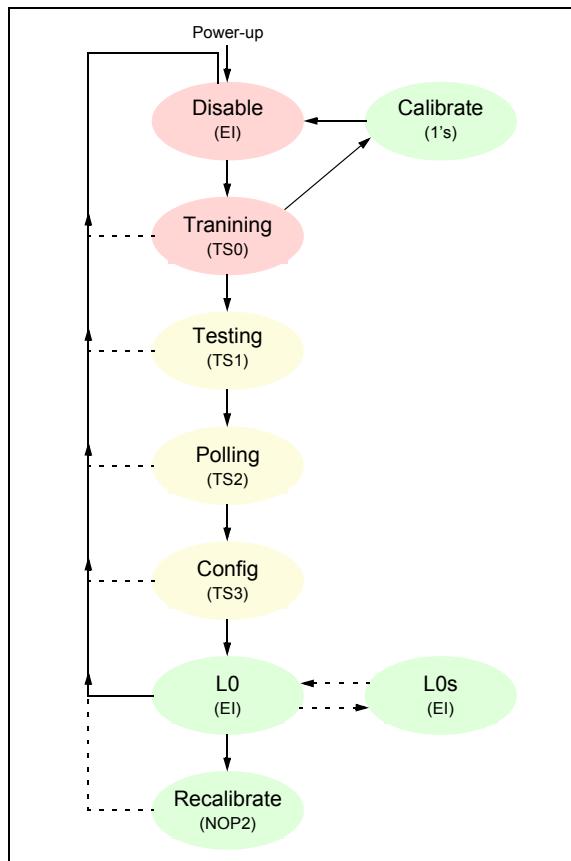 Power-up
Disable
(EI)
Calibrate
(1's)
Tranining
(TS0)
Testing
(TS1)
Polling
(TS2)
Config
(TS3)
L0
(EI)
L0s
(EI)
Recalibrate
(NOP2)